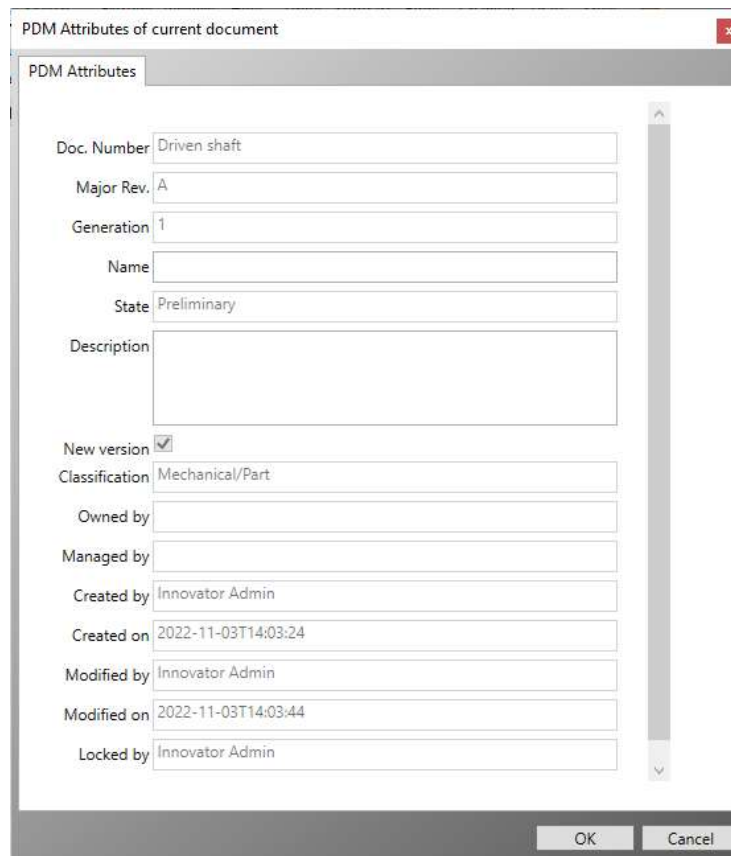 PDM Attributes of current document
x
PDM Attributes
Doc. Number Driven shaft
Major Rev. A
Generation 1
Name
State Preliminary
Description
New version
Classification Mechanical/Part
Owned by
Managed by
Created by Innovator Admin
Created on 2022-11-03T14:03:24
Modified by Innovator Admin
Modified on 2022-11-03T14:03:44
Locked by Innovator Admin
OK Cancel